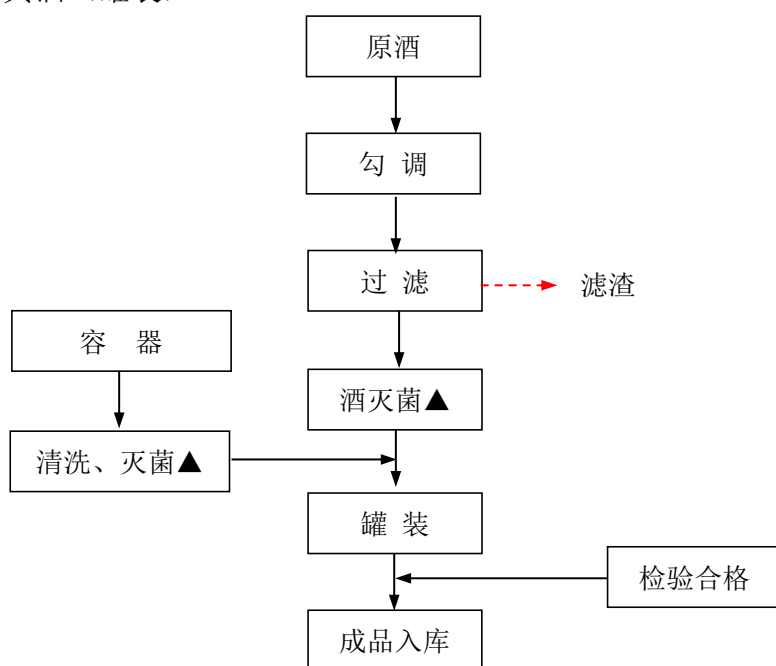 原酒
勾 调
过 滤
滤渣
容 器
酒灭菌▲
清洗、灭菌▲
罐 装
检验合格
成品入库